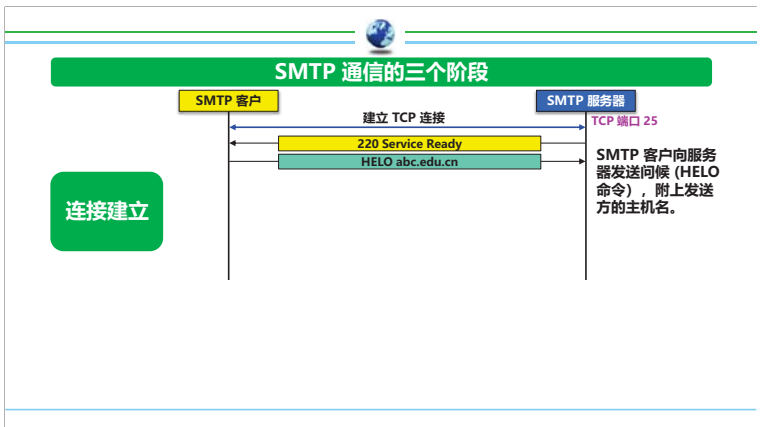 SMTP 通信的三个阶段
SMTP 客户
SMTP 服务器
建立 TCP 连接
TCP 端口 25
220 Service Ready
HELO abc.edu.cn
SMTP 客户向服务
器发送问候 (HELO
命令) ，附上发送
方的主机名。
连接建立